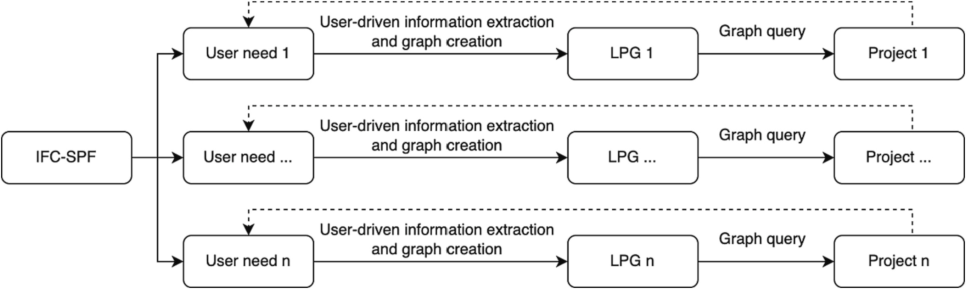 User-driven information extraction
and graph creation
Graph query
User need 1
LPG 1
Project 1
User-driven information extraction
and graph creation
Graph query
IFC-SPF
User need ...
LPG ...
Project ...
User-driven information extraction
and graph creation
Graph query
User need n
LPG n
Project n